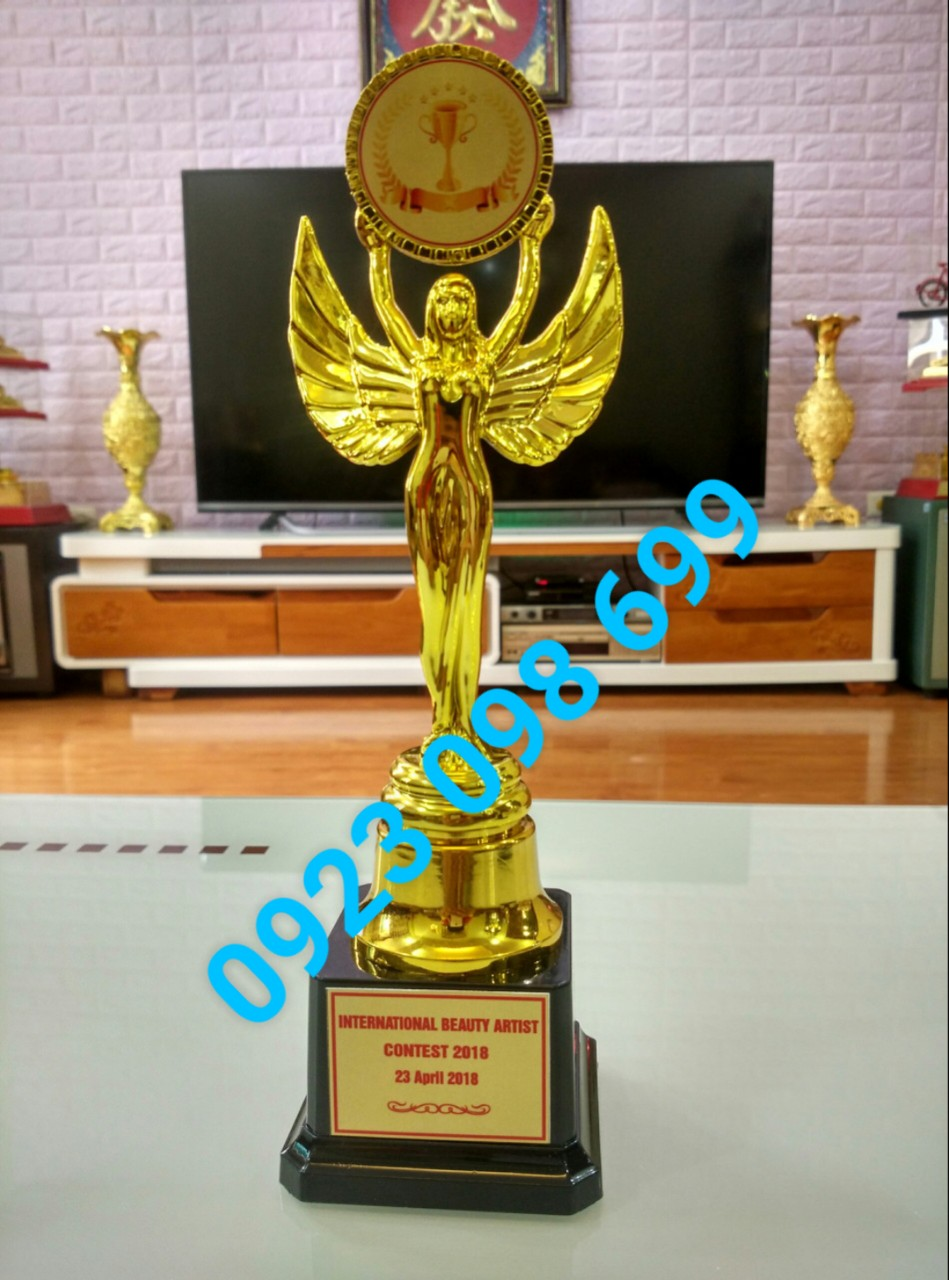 0923 098 699
INTERNATIONAL BEAUTY ARTIST
CONTEST 2018
23 April 2018